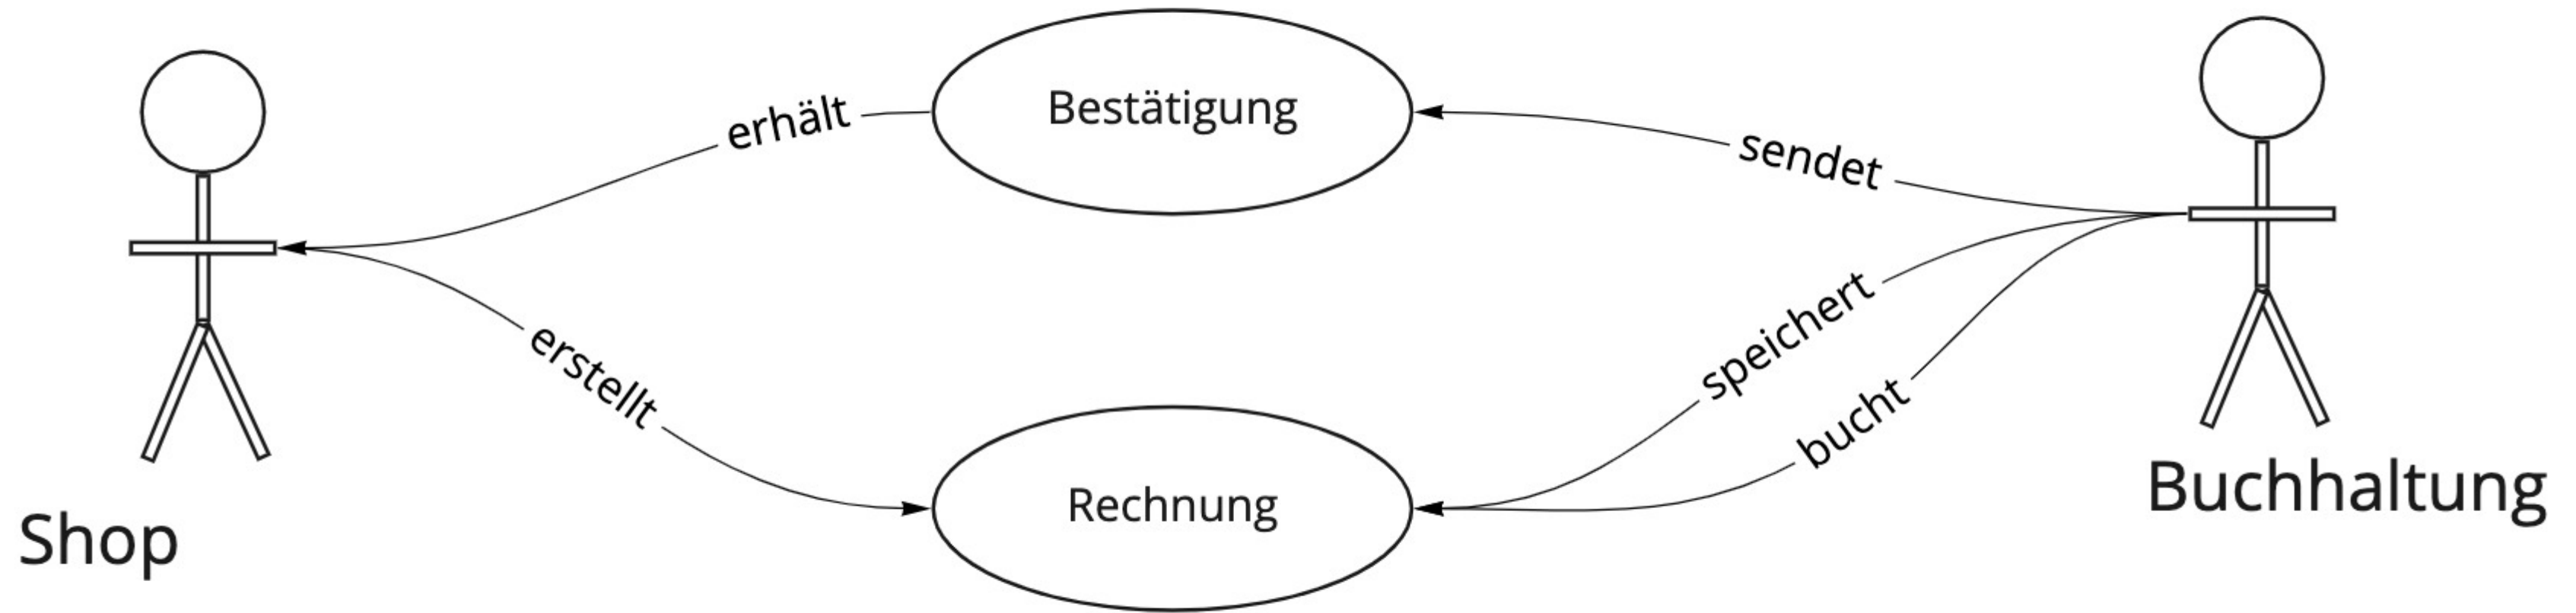 Bestätigung
erhält
sendet
erstellt
speichert
bucht
Rechnung
Shop
Buchhaltung